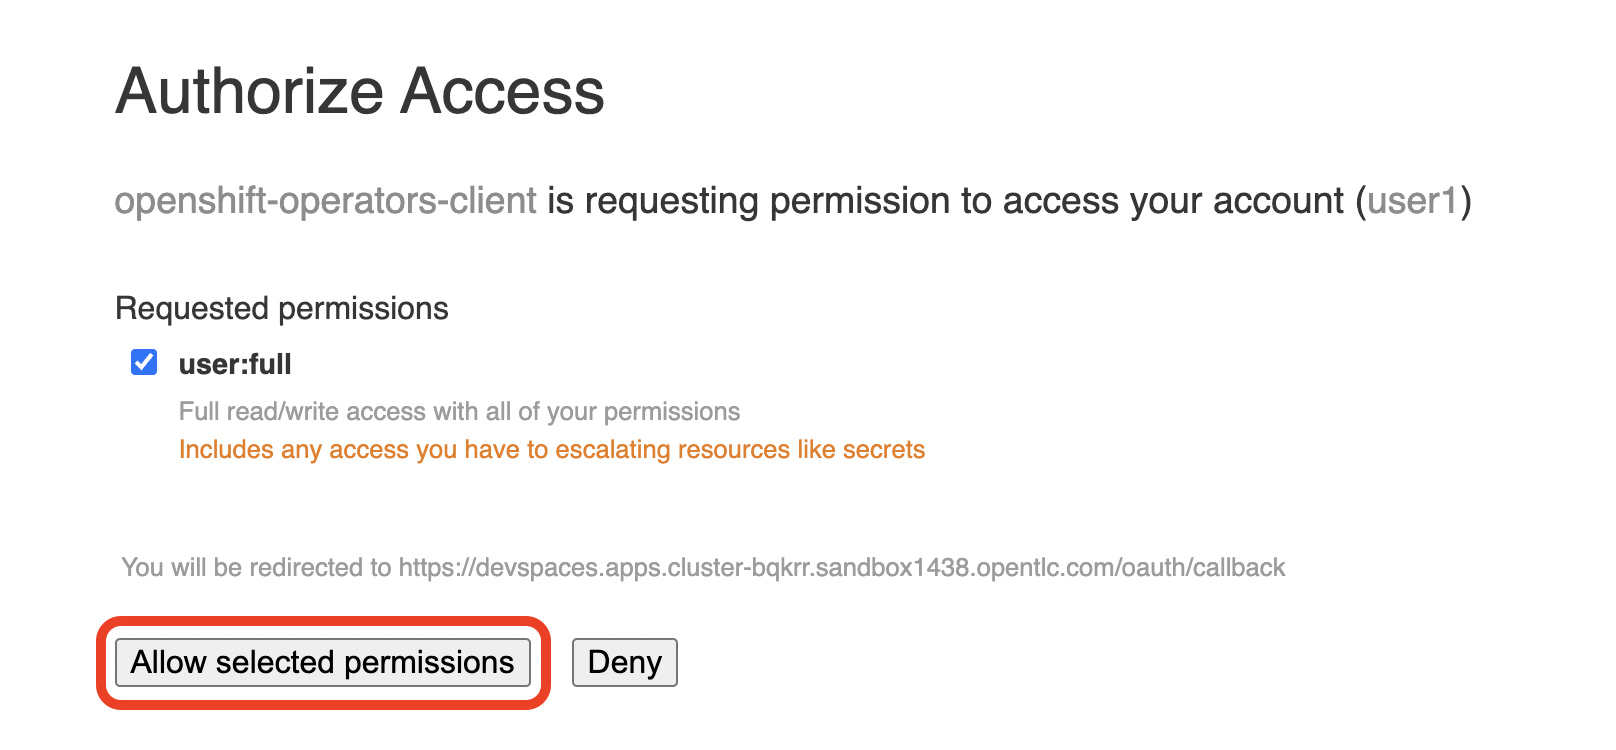 Authorize Access
openshift-operators-client is requesting permission to access your account (user1)
Requested permissions
user:full
Full read/write access with all of your permissions
Includes any access you have to escalating resources like secrets
You will be redirected to https://devspaces.apps.cluster-bqkrr.sandbox1438.opentlc.com/oauth/callback
Allow selected permissions Deny